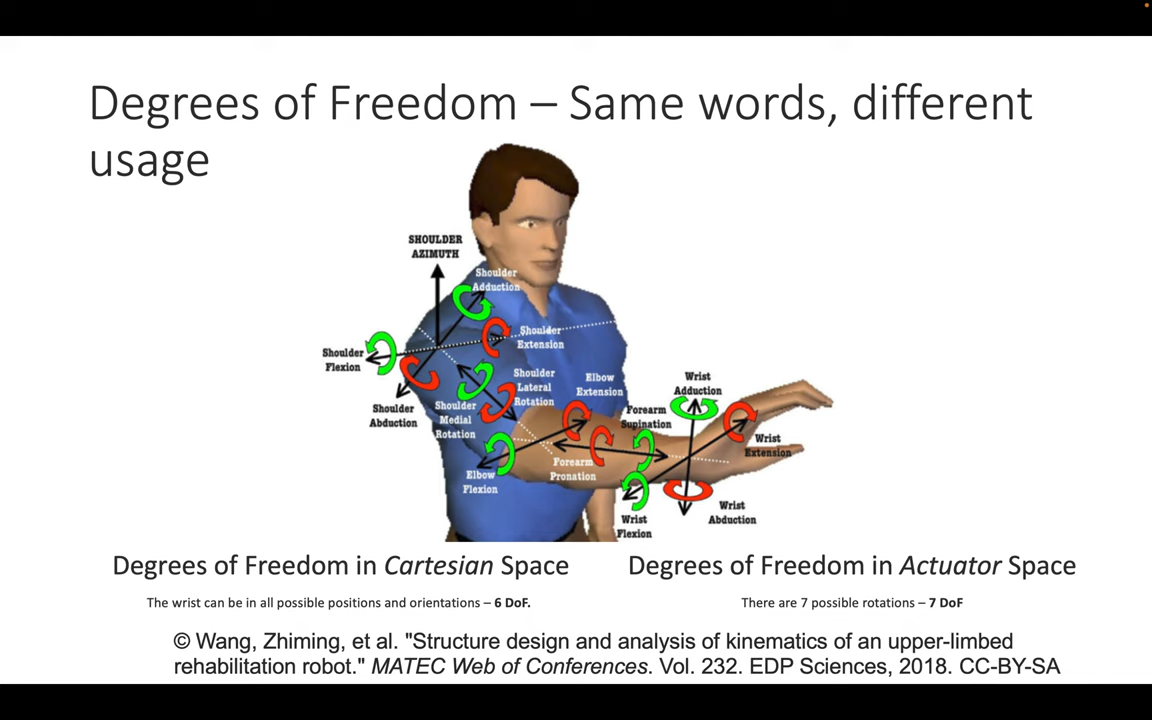 Degrees of Freedom – Same words, different
usage
SHOULDER
AZIMUTH
Shoulder
Adduction
Shoulder
Extension
Shoulder
Flexion
Shoulder
Lateral
Rotation
Elbow
Extension
Wrist
Adduction
Shoulder
Abduction
Shoulder
Medial
Rotation
Forearm
Supination
Wrist
Extension
Elbow
Flexion
Forearm
Pronation
Wrist
Flexion
Wrist
Abduction
Degrees of Freedom in Cartesian Space
The wrist can be in all possible positions and orientations – 6 DoF.
Degrees of Freedom in Actuator Space
There are 7 possible rotations – 7 DoF
© Wang, Zhiming, et al. "Structure design and analysis of kinematics of an upper-limbed
rehabilitation robot." MATEC Web of Conferences. Vol. 232. EDP Sciences, 2018. CC-BY-SA